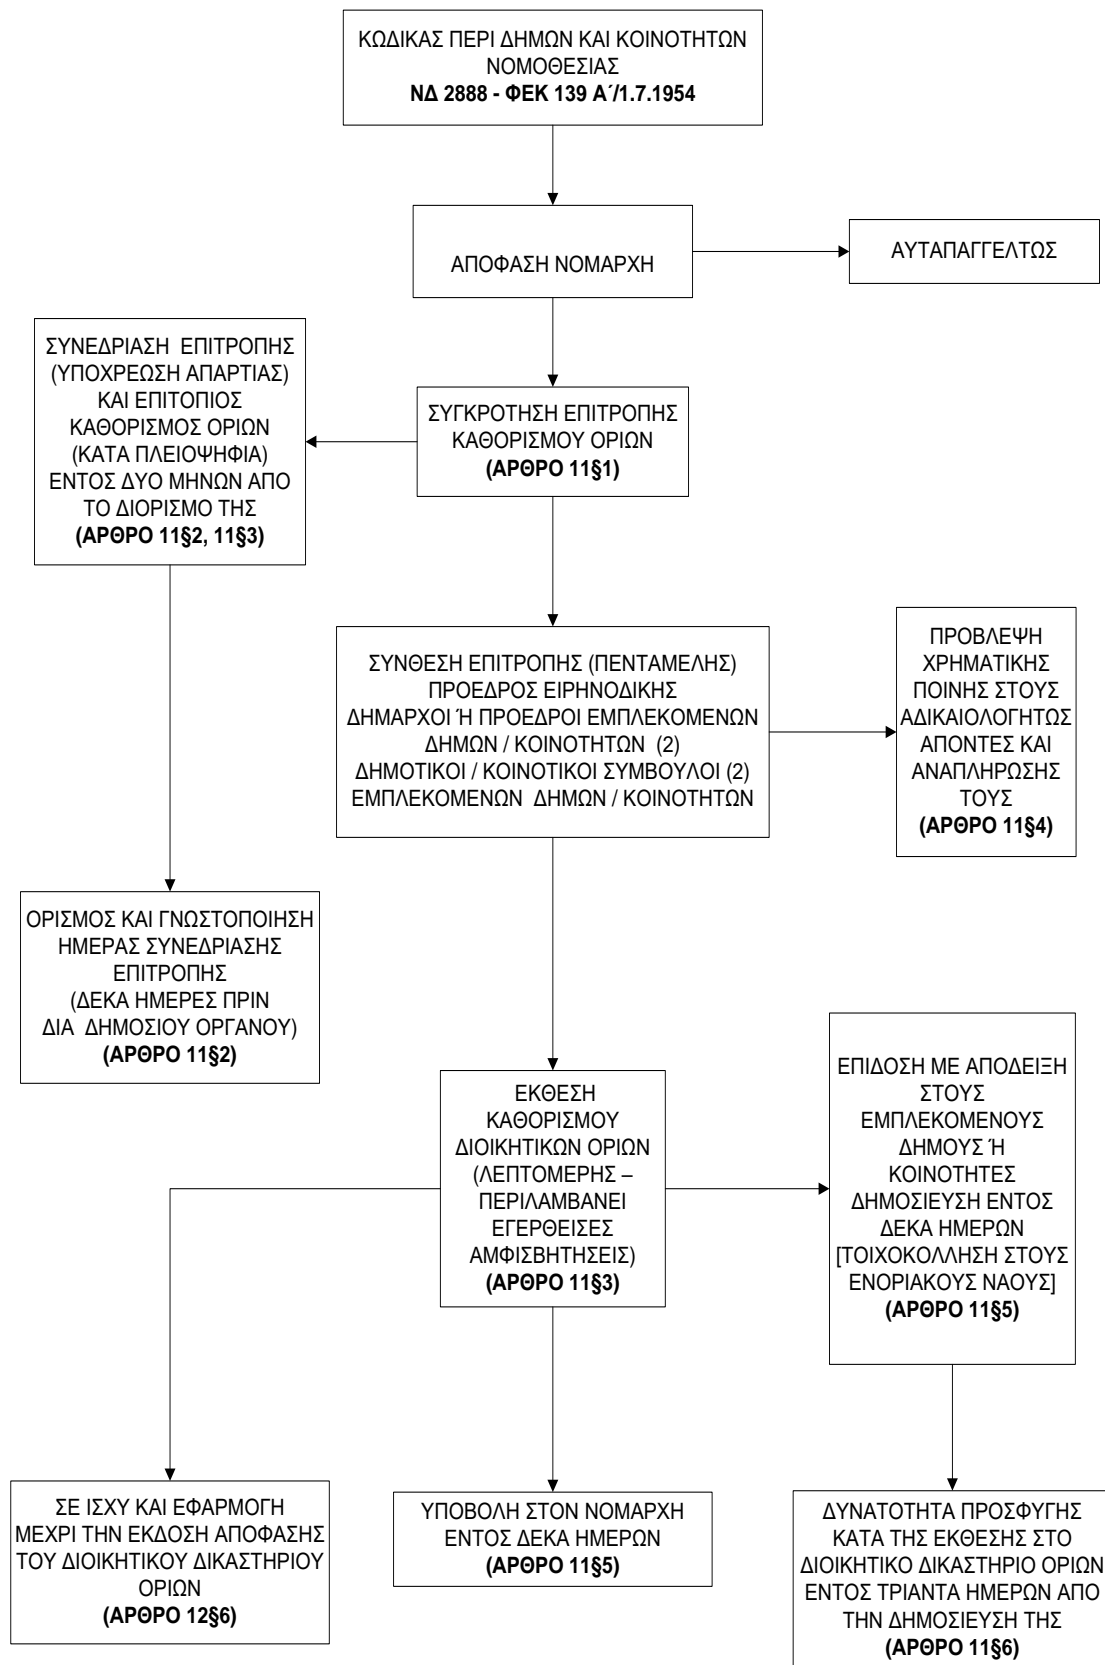 ΚΩΔΙΚΑΣ ΠΕΡΙ ΔΗΜΩΝ ΚΑΙ ΚΟΙΝΟΤΗΤΩΝ
ΝΟΜΟΘΕΣΙΑΣ
ΝΔ 2888 - ΦΕΚ 139 Α΄/1.7.1954
ΑΠΟΦΑΣΗ ΝΟΜΑΡΧΗ
ΑΥΤΑΠΑΓΓΕΛΤΩΣ
ΣΥΝΕΔΡΙΑΣΗ ΕΠΙΤΡΟΠΗΣ
(ΥΠΟΧΡΕΩΣΗ ΑΠΑΡΤΙΑΣ)
ΚΑΙ ΕΠΙΤΟΠΙΟΣ
ΚΑΘΟΡΙΣΜΟΣ ΟΡΙΩΝ
(ΚΑΤΑ ΠΛΕΙΟΨΗΦΙΑ)
ΕΝΤΟΣ ΔΥΟ ΜΗΝΩΝ ΑΠΟ
ΤΟ ΔΙΟΡΙΣΜΟ ΤΗΣ
(ΑΡΘΡΟ 11§2, 11§3)
ΣΥΓΚΡΟΤΗΣΗ ΕΠΙΤΡΟΠΗΣ
ΚΑΘΟΡΙΣΜΟΥ ΟΡΙΩΝ
(ΑΡΘΡΟ 11§1)
ΣΥΝΘΕΣΗ ΕΠΙΤΡΟΠΗΣ (ΠΕΝΤΑΜΕΛΗΣ)
ΠΡΟΕΔΡΟΣ ΕΙΡΗΝΟΔΙΚΗΣ
ΔΗΜΑΡΧΟΙ Ή ΠΡΟΕΔΡΟΙ ΕΜΠΛΕΚΟΜΕΝΩΝ
ΔΗΜΩΝ / ΚΟΙΝΟΤΗΤΩΝ (2)
ΔΗΜΟΤΙΚΟΙ / ΚΟΙΝΟΤΙΚΟΙ ΣΥΜΒΟΥΛΟΙ (2)
ΕΜΠΛΕΚΟΜΕΝΩΝ ΔΗΜΩΝ / ΚΟΙΝΟΤΗΤΩΝ
ΠΡΟΒΛΕΨΗ
ΧΡΗΜΑΤΙΚΗΣ
ΠΟΙΝΗΣ ΣΤΟΥΣ
ΑΔΙΚΑΙΟΛΟΓΗΤΩΣ
ΑΠΟΝΤΕΣ ΚΑΙ
ΑΝΑΠΛΗΡΩΣΗΣ
ΤΟΥΣ
(ΑΡΘΡΟ 11§4)
ΟΡΙΣΜΟΣ ΚΑΙ ΓΝΩΣΤΟΠΟΙΗΣΗ
ΗΜΕΡΑΣ ΣΥΝΕΔΡΙΑΣΗΣ
ΕΠΙΤΡΟΠΗΣ
(ΔΕΚΑ ΗΜΕΡΕΣ ΠΡΙΝ
ΔΙΑ ΔΗΜΟΣΙΟΥ ΟΡΓΑΝΟΥ)
(ΑΡΘΡΟ 11§2)
ΕΚΘΕΣΗ
ΚΑΘΟΡΙΣΜΟΥ
ΔΙΟΙΚΗΤΙΚΩΝ ΟΡΙΩΝ
(ΛΕΠΤΟΜΕΡΗΣ –
ΠΕΡΙΛΑΜΒΑΝΕΙ
ΕΓΕΡΘΕΙΣΕΣ
ΑΜΦΙΣΒΗΤΗΣΕΙΣ)
(ΑΡΘΡΟ 11§3)
ΕΠΙΔΟΣΗ ΜΕ ΑΠΟΔΕΙΞΗ
ΣΤΟΥΣ
ΕΜΠΛΕΚΟΜΕΝΟΥΣ
ΔΗΜΟΥΣ Ή
ΚΟΙΝΟΤΗΤΕΣ
ΔΗΜΟΣΙΕΥΣΗ ΕΝΤΟΣ
ΔΕΚΑ ΗΜΕΡΩΝ
[ΤΟΙΧΟΚΟΛΛΗΣΗ ΣΤΟΥΣ
ΕΝΟΡΙΑΚΟΥΣ ΝΑΟΥΣ]
(ΑΡΘΡΟ 11§5)
ΣΕ ΙΣΧΥ ΚΑΙ ΕΦΑΡΜΟΓΗ
ΜΕΧΡΙ ΤΗΝ ΕΚΔΟΣΗ ΑΠΟΦΑΣΗΣ
ΤΟΥ ΔΙΟΙΚΗΤΙΚΟΥ ΔΙΚΑΣΤΗΡΙΟΥ
ΟΡΙΩΝ
(ΑΡΘΡΟ 12§6)
ΥΠΟΒΟΛΗ ΣΤΟΝ ΝΟΜΑΡΧΗ
ΕΝΤΟΣ ΔΕΚΑ ΗΜΕΡΩΝ
(ΑΡΘΡΟ 11§5)
ΔΥΝΑΤΟΤΗΤΑ ΠΡΟΣΦΥΓΗΣ
ΚΑΤΑ ΤΗΣ ΕΚΘΕΣΗΣ ΣΤΟ
ΔΙΟΙΚΗΤΙΚΟ ΔΙΚΑΣΤΗΡΙΟ ΟΡΙΩΝ
ΕΝΤΟΣ ΤΡΙΑΝΤΑ ΗΜΕΡΩΝ ΑΠΟ
ΤΗΝ ΔΗΜΟΣΙΕΥΣΗ ΤΗΣ
(ΑΡΘΡΟ 11§6)